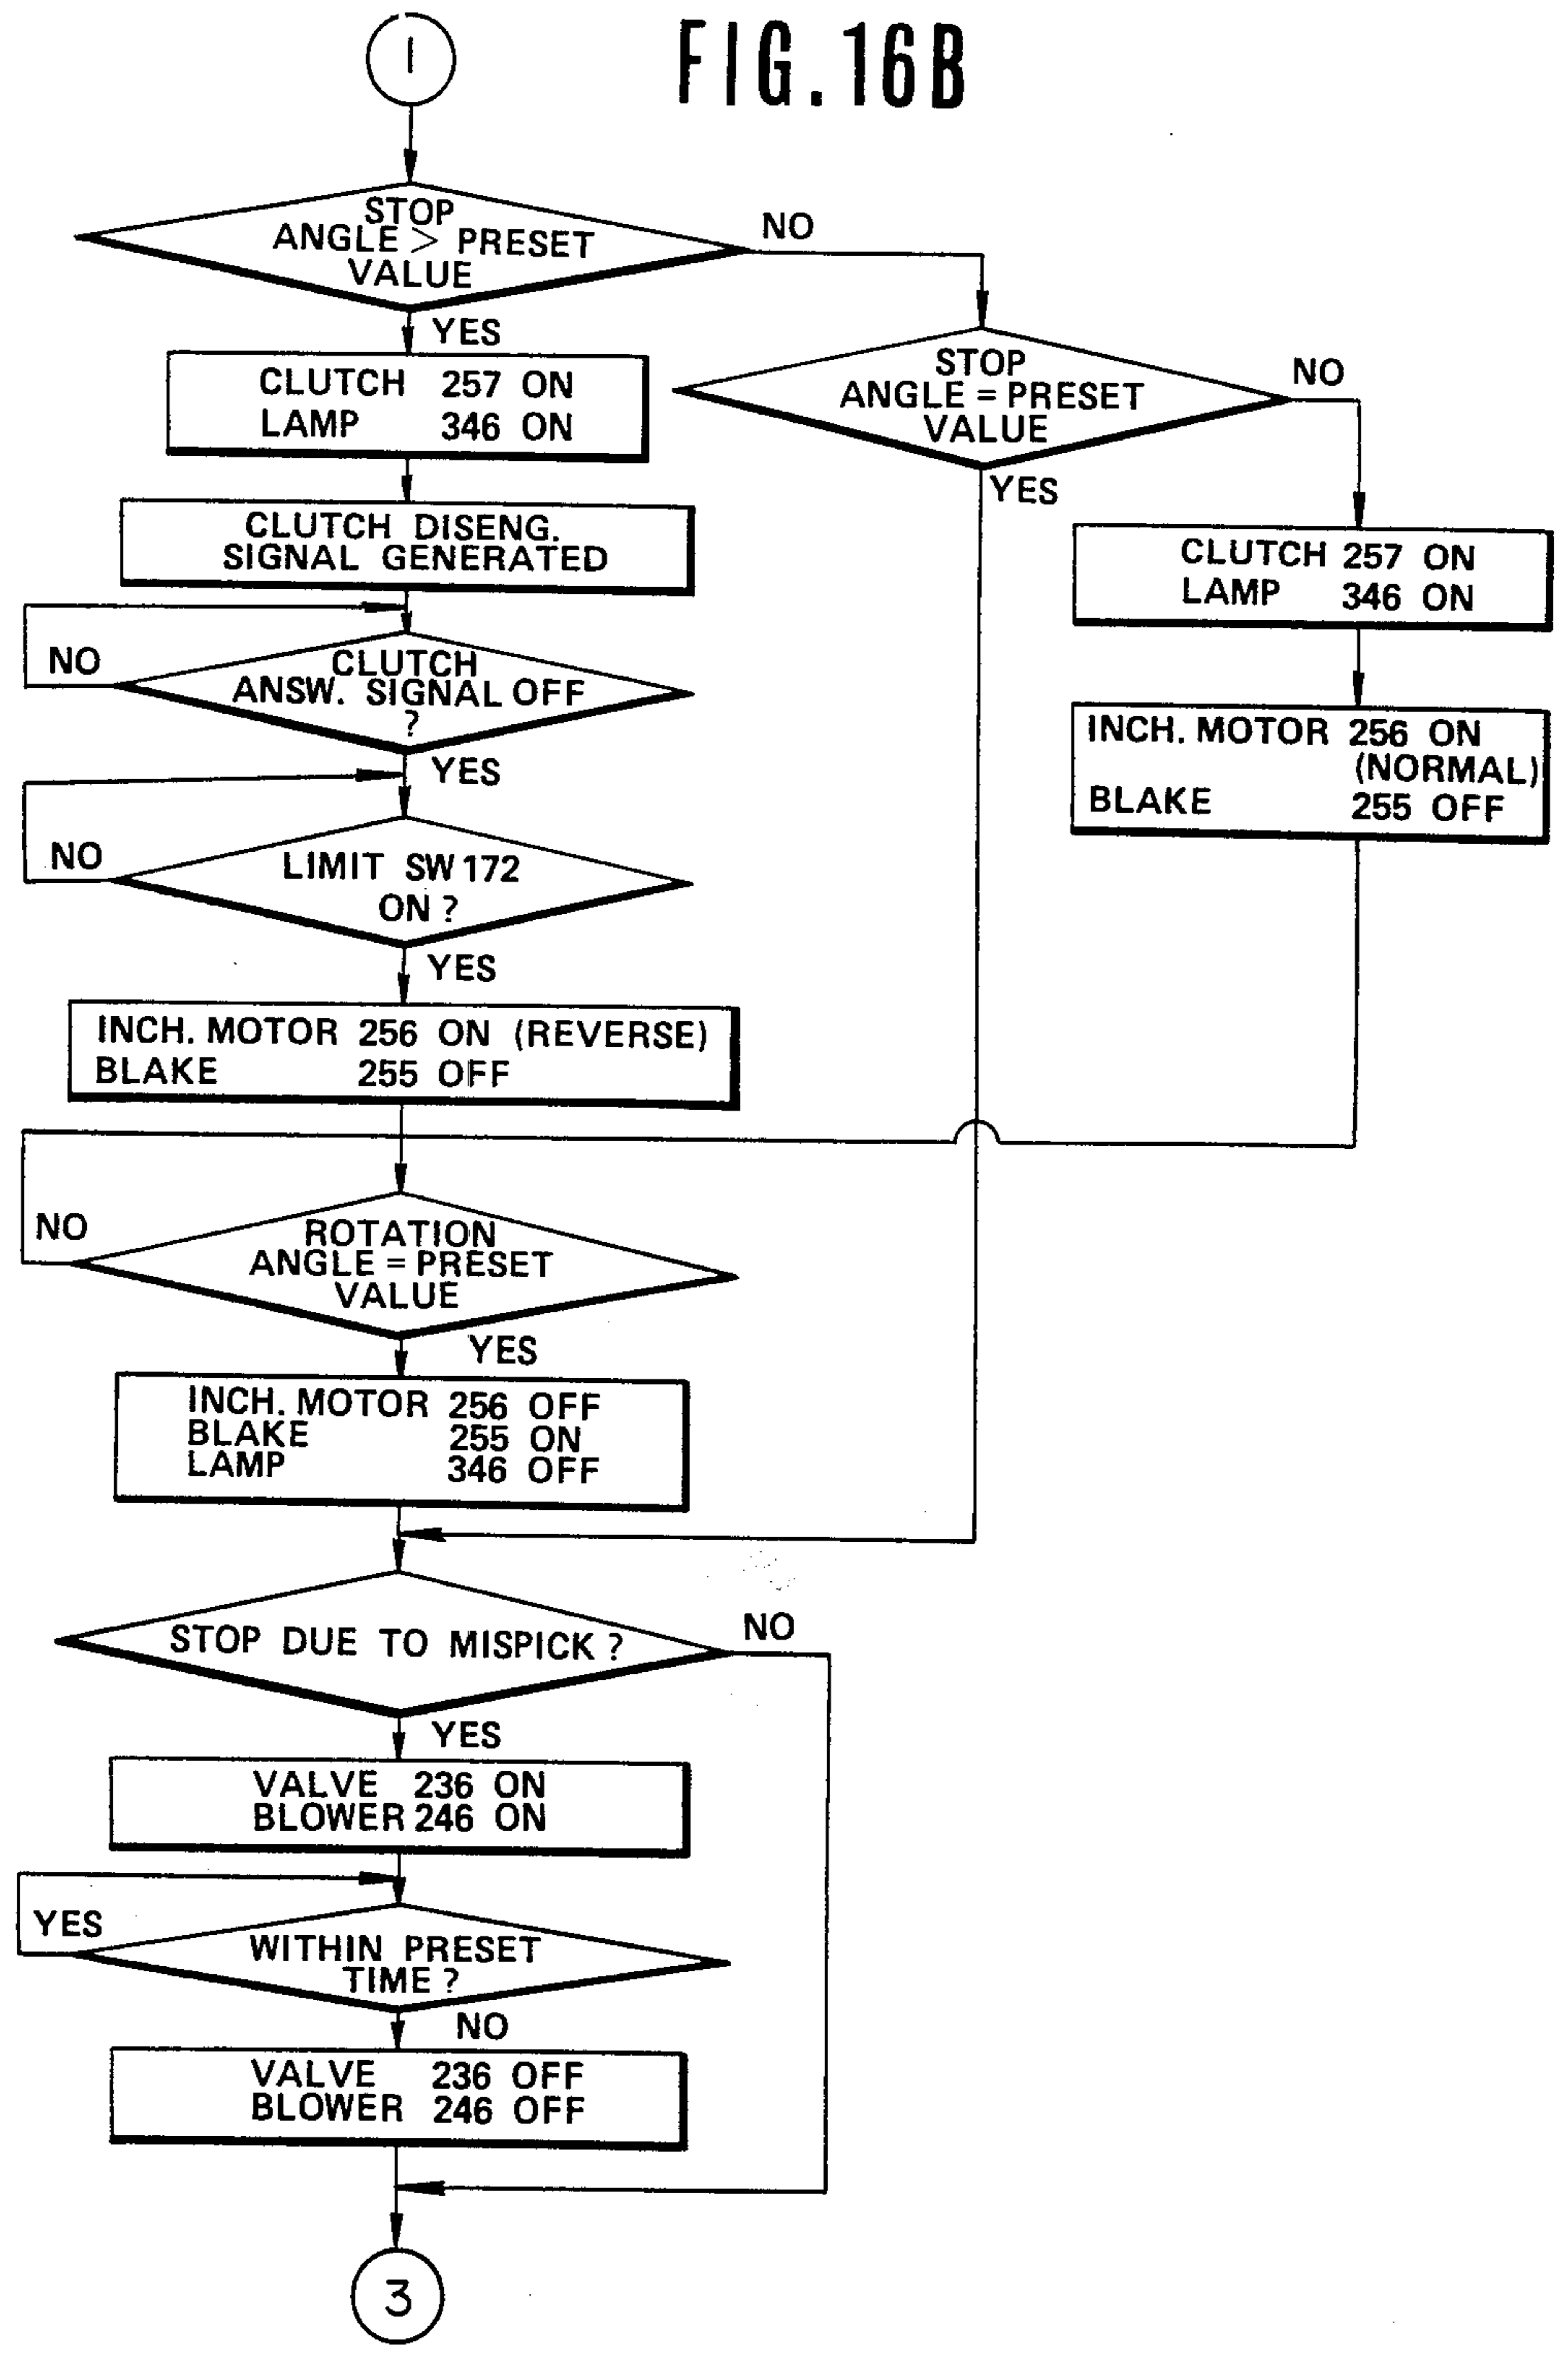 1
FIG.16B
STOP
ANGLE > PRESET
VALUE
NO
YES
CLUTCH 257 ON
LAMP 346 ON
STOP
ANGLE = PRESET
VALUE
NO
YES
CLUTCH DISENG.
SIGNAL GENERATED
CLUTCH 257 ON
LAMP 346 ON
NO
CLUTCH
ANSW. SIGNAL OFF
?
YES
INCH. MOTOR 256 ON
(NORMAL)
BLAKE 255 OFF
NO
LIMIT SW 172
ON ?
YES
INCH. MOTOR 256 ON (REVERSE)
BLAKE 255 OFF
NO
ROTATION
ANGLE = PRESET
VALUE
YES
INCH. MOTOR 256 OFF
BLAKE 255 ON
LAMP 346 OFF
STOP DUE TO MISPICK ?
NO
YES
VALVE 236 ON
BLOWER 246 ON
YES
WITHIN PRESET
TIME ?
NO
VALVE 236 OFF
BLOWER 246 OFF
3